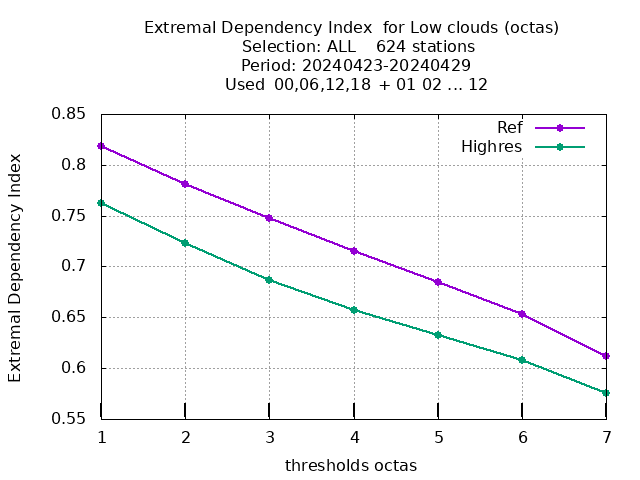 Extremal Dependency Index  for Low clouds (octas)
Selection: ALL    624 stations
Period: 20240423-20240429
Used  00,06,12,18 + 01 02 ... 12
Ref
Highres
Extremal Dependency Index
0.85
0.8
0.75
0.7
0.65
0.6
0.55
1 2 3 4 5 6 7
thresholds octas